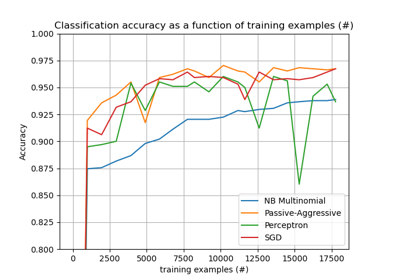 Classification accuracy as a function of training examples (#)
1.000
0.975
0.950
0.925
0.900
0.875
0.850
0.825
0.800
Accuracy
NB Multinomial
Passive-Aggressive
Perceptron
SGD
0 2500 5000 7500 10000 12500 15000 17500
training examples (#)